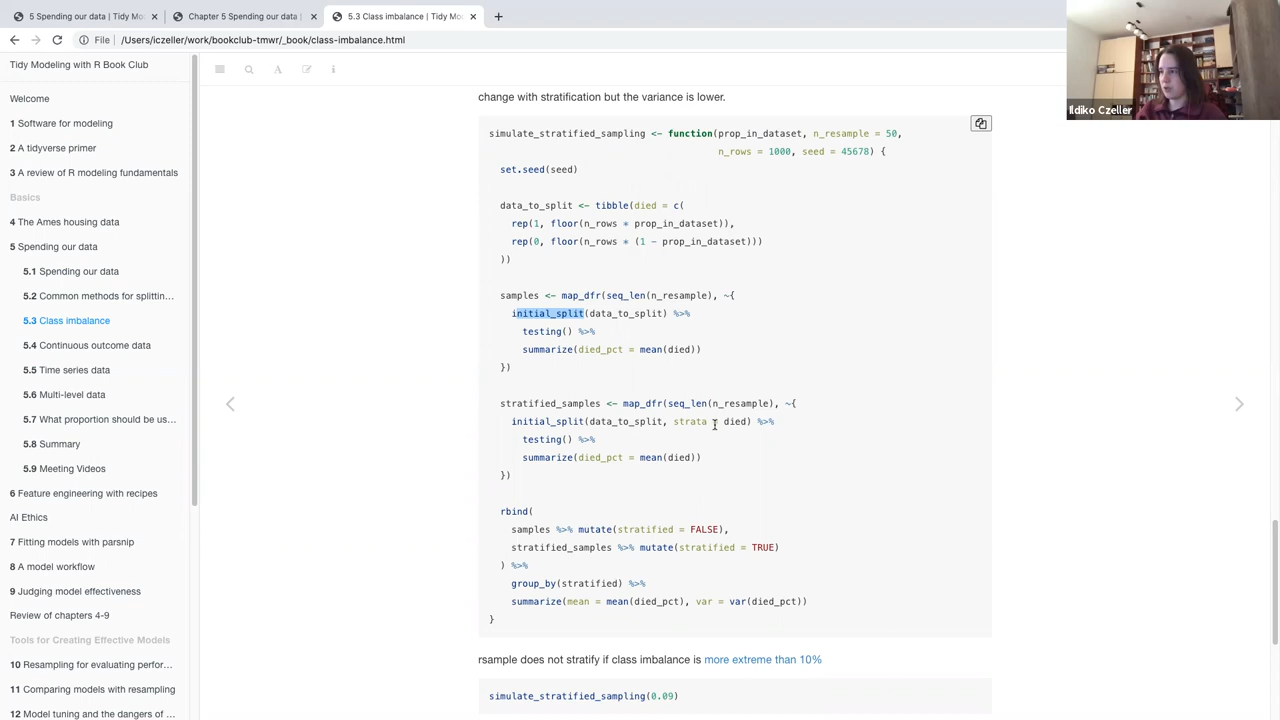 5 Spending our data | Tidy Mo
Chapter 5 Spending our data |
5.3 Class imbalance | Tidy Mo
File
/Users/iczeller/work/bookclub-tmwr/_book/class-imbalance.html
Ildiko Czeller
Tidy Modeling with R Book Club
Welcome
1 Software for modeling
2 A tidyverse primer
3 A review of R modeling fundamentals
Basics
4 The Ames housing data
5 Spending our data
5.1 Spending our data
5.2 Common methods for splittin…
5.3 Class imbalance
5.4 Continuous outcome data
5.5 Time series data
5.6 Multi-level data
5.7 What proportion should be us…
5.8 Summary
5.9 Meeting Videos
6 Feature engineering with recipes
AI Ethics
7 Fitting models with parsnip
8 A model workflow
9 Judging model effectiveness
Review of chapters 4-9
Tools for Creating Effective Models
10 Resampling for evaluating perfor…
11 Comparing models with resampling
12 Model tuning and the dangers of …
change with stratification but the variance is lower.
simulate_stratified_sampling <- function(prop_in_dataset, n_resample = 50,
n_rows = 1000, seed = 45678) {
set.seed(seed)
data_to_split <- tibble(died = c(
rep(1, floor(n_rows * prop_in_dataset)),
rep(0, floor(n_rows * (1 - prop_in_dataset)))
))
samples <- map_dfr(seq_len(n_resample), ~{
initial_split(data_to_split) %>%
testing() %>%
summarize(died_pct = mean(died))
})
stratified_samples <- map_dfr(seq_len(n_resample), ~{
initial_split(data_to_split, strata = died) %>%
testing() %>%
summarize(died_pct = mean(died))
})
rbind(
samples %>% mutate(stratified = FALSE),
stratified_samples %>% mutate(stratified = TRUE)
) %>%
group_by(stratified) %>%
summarize(mean = mean(died_pct), var = var(died_pct))
}
rsample does not stratify if class imbalance is more extreme than 10%
simulate_stratified_sampling(0.09)